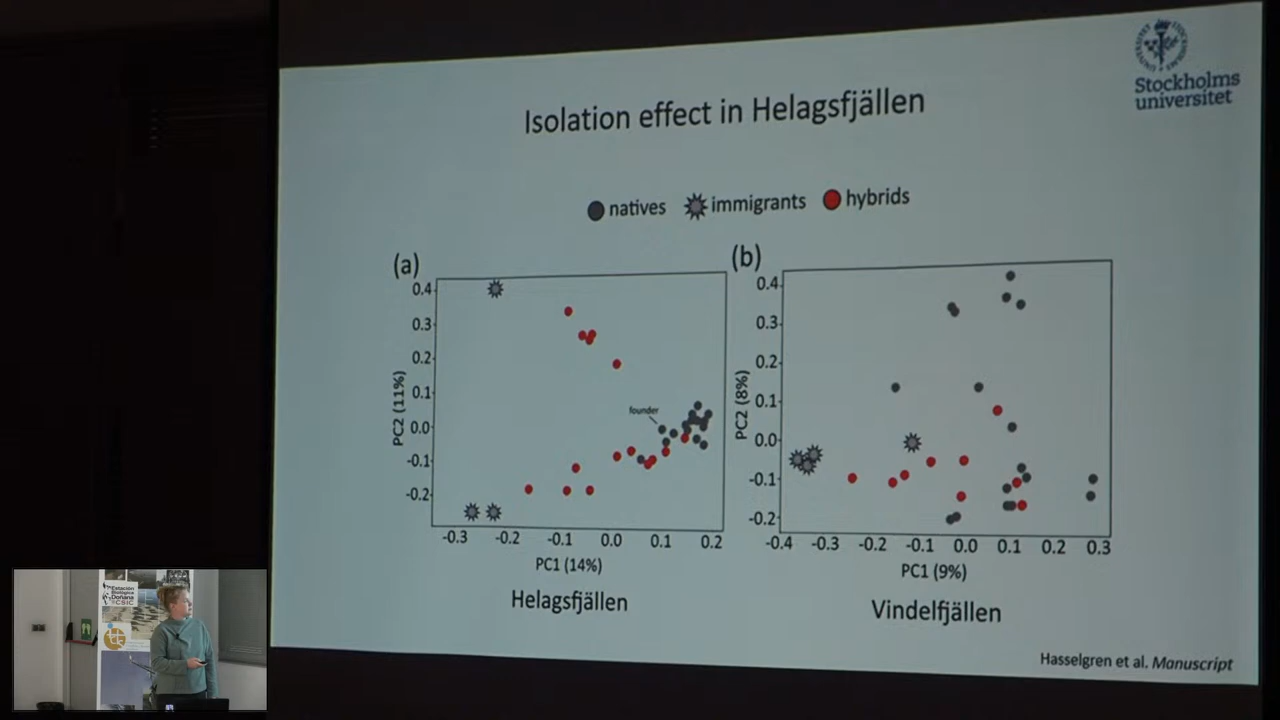 Stockholms
universitet
Isolation effect in Helagsfjällen
natives immigrants hybrids
(a)
0.4
0.3
0.2
0.1
0.0
-0.1
-0.2
PC2 (11%)
founder
-0.3 -0.2 -0.1 0.0 0.1 0.2
PC1 (14%)
Helagsfjällen
(b)
0.4
0.3
0.2
0.1
0.0
-0.1
-0.2
PC2 (8%)
-0.4 -0.3 -0.2 -0.1 0.0 0.1 0.2 0.3
PC1 (9%)
Vindelfjällen
Hasselgren et al. Manuscript
Estación
Biológica
Doñana
CSIC